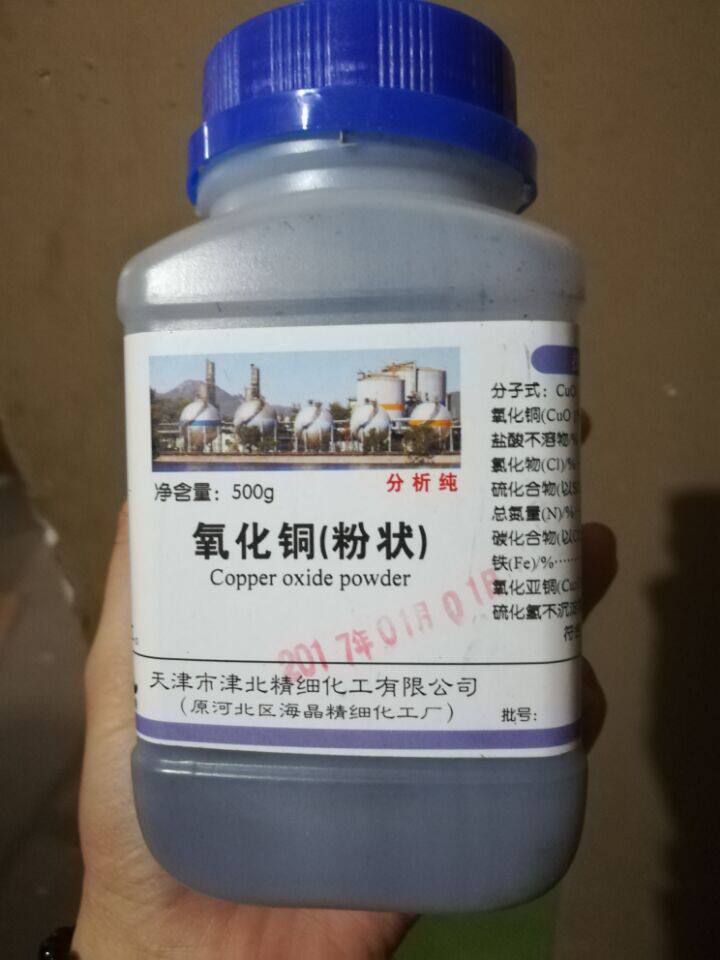 分析纯
净含量：500g
氧化铜(粉状)
Copper oxide powder
2017年01月01日
天津市津北精细化工有限公司
(原河北区海晶精细化工厂)
分子式：CuO
氧化铜(CuO
盐酸不溶物
氯化物(Cl)/%
硫化合物(以
总氮量(N)/%
碳化合物(以
铁(Fe)/%
氧化亚铜(Cu
硫化氢不沉
批号：